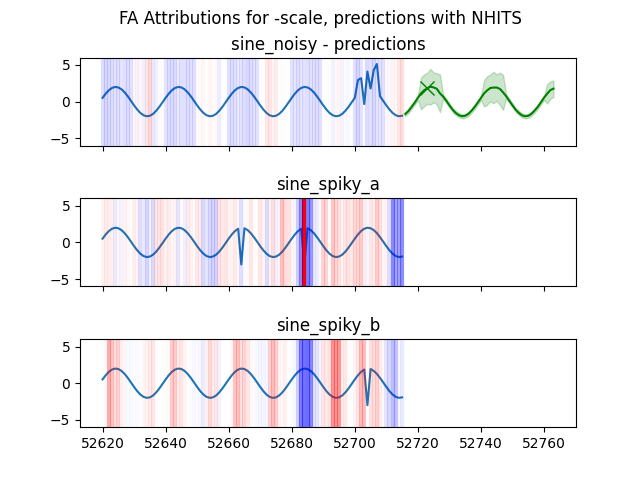 FA Attributions for -scale, predictions with NHITS
sine_noisy - predictions
5
0
−5
sine_spiky_a
5
0
−5
sine_spiky_b
5
0
−5
52620 52640 52660 52680 52700 52720 52740 52760